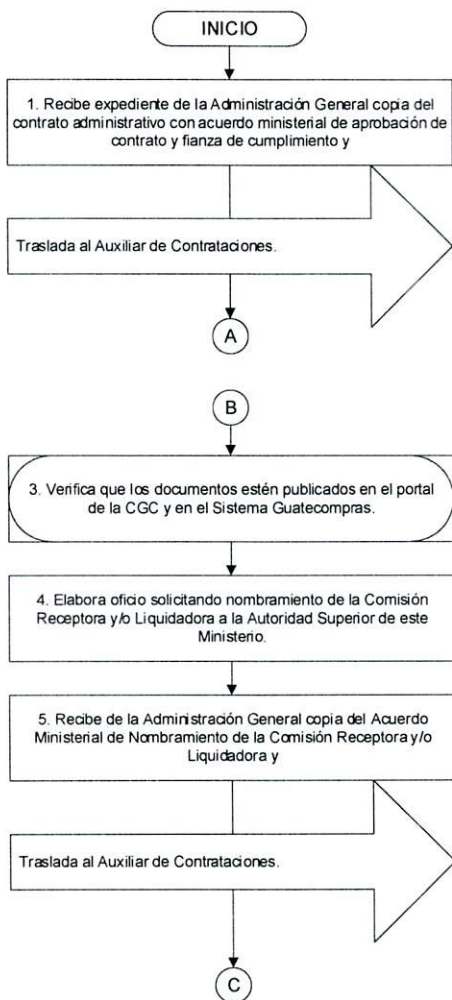 INICIO
1. Recibe expediente de la Administración General copia del
contrato administrativo con acuerdo ministerial de aprobación de
contrato y fianza de cumplimiento y
Traslada al Auxiliar de Contrataciones.
A
B
3. Verifica que los documentos estén publicados en el portal
de la CGC y en el Sistema Guatecompras.
4. Elabora oficio solicitando nombramiento de la Comisión
Receptora y/o Liquidadora a la Autoridad Superior de este
Ministerio.
5. Recibe de la Administración General copia del Acuerdo
Ministerial de Nombramiento de la Comisión Receptora y/o
Liquidadora y
Traslada al Auxiliar de Contrataciones.
C